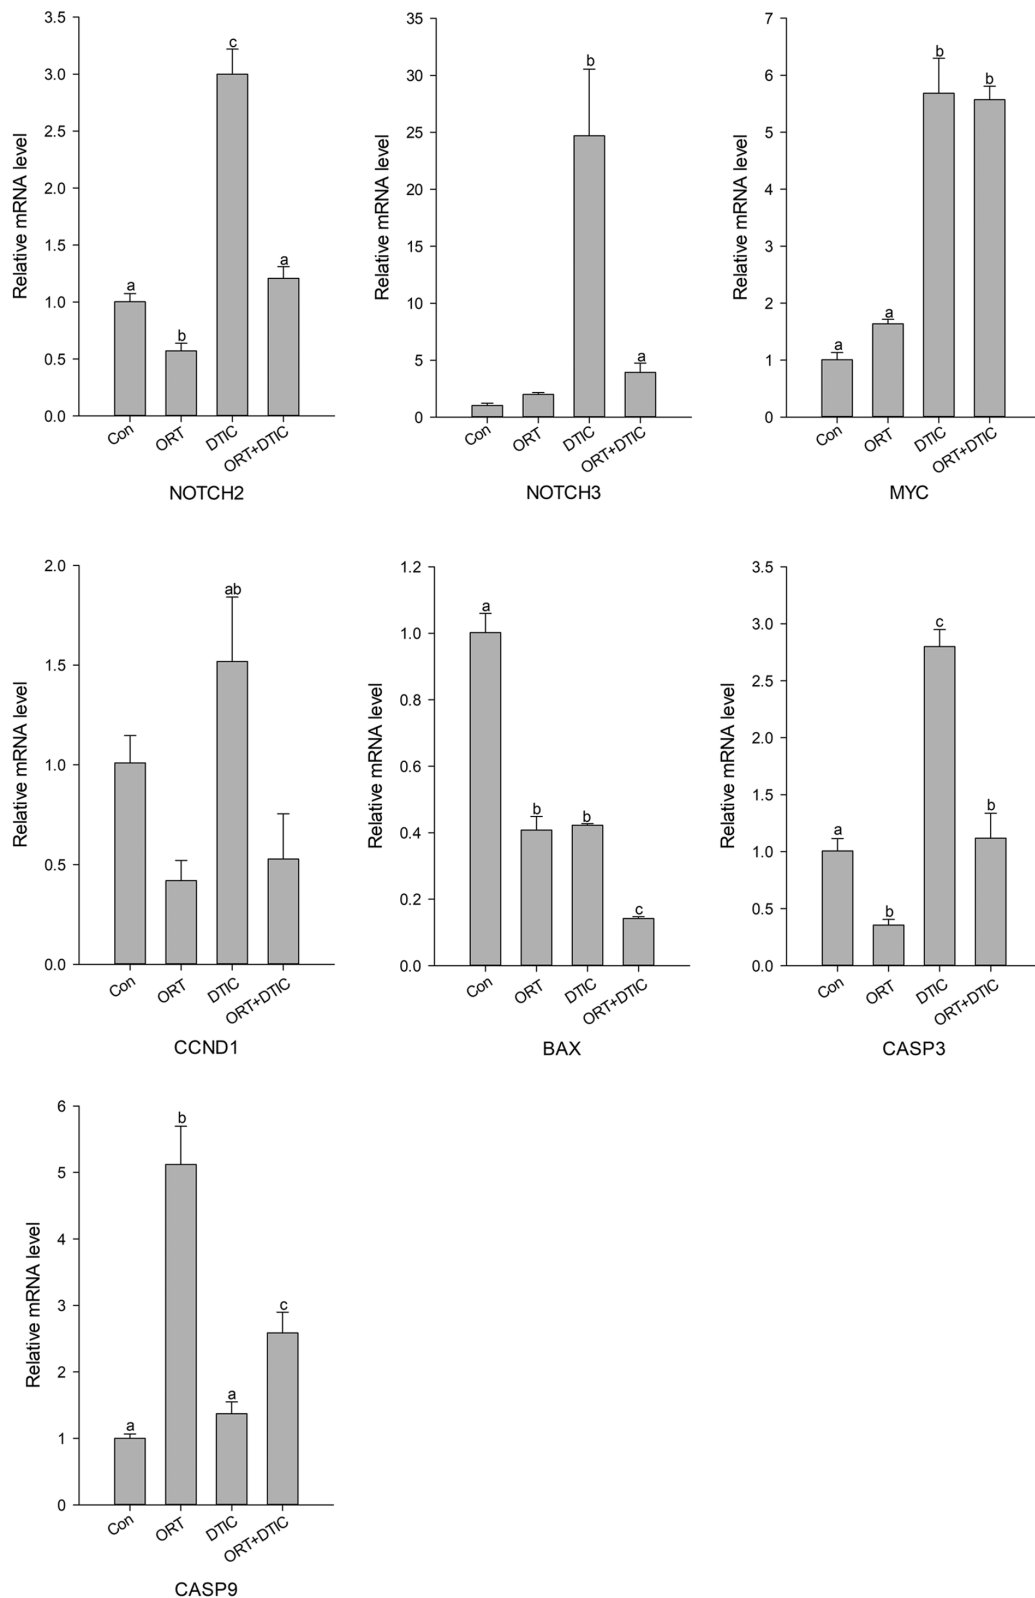 3.5
3.0
2.5
2.0
1.5
1.0
0.5
0.0
Relative mRNA level
a
b
c
a
Con
ORT
DTIC
ORT+DTIC
NOTCH2
35
30
25
20
15
10
5
0
Relative mRNA level
b
a
Con
ORT
DTIC
ORT+DTIC
NOTCH3
7
6
5
4
3
2
1
0
Relative mRNA level
a
a
b
b
Con
ORT
DTIC
ORT+DTIC
MYC
2.0
1.5
1.0
0.5
0.0
Relative mRNA level
ab
Con
ORT
DTIC
ORT+DTIC
CCND1
1.2
1.0
0.8
0.6
0.4
0.2
0.0
Relative mRNA level
a
b
b
c
Con
ORT
DTIC
ORT+DTIC
BAX
3.5
3.0
2.5
2.0
1.5
1.0
0.5
0.0
Relative mRNA level
a
b
c
b
Con
ORT
DTIC
ORT+DTIC
CASP3
6
5
4
3
2
1
0
Relative mRNA level
a
b
a
c
Con
ORT
DTIC
ORT+DTIC
CASP9